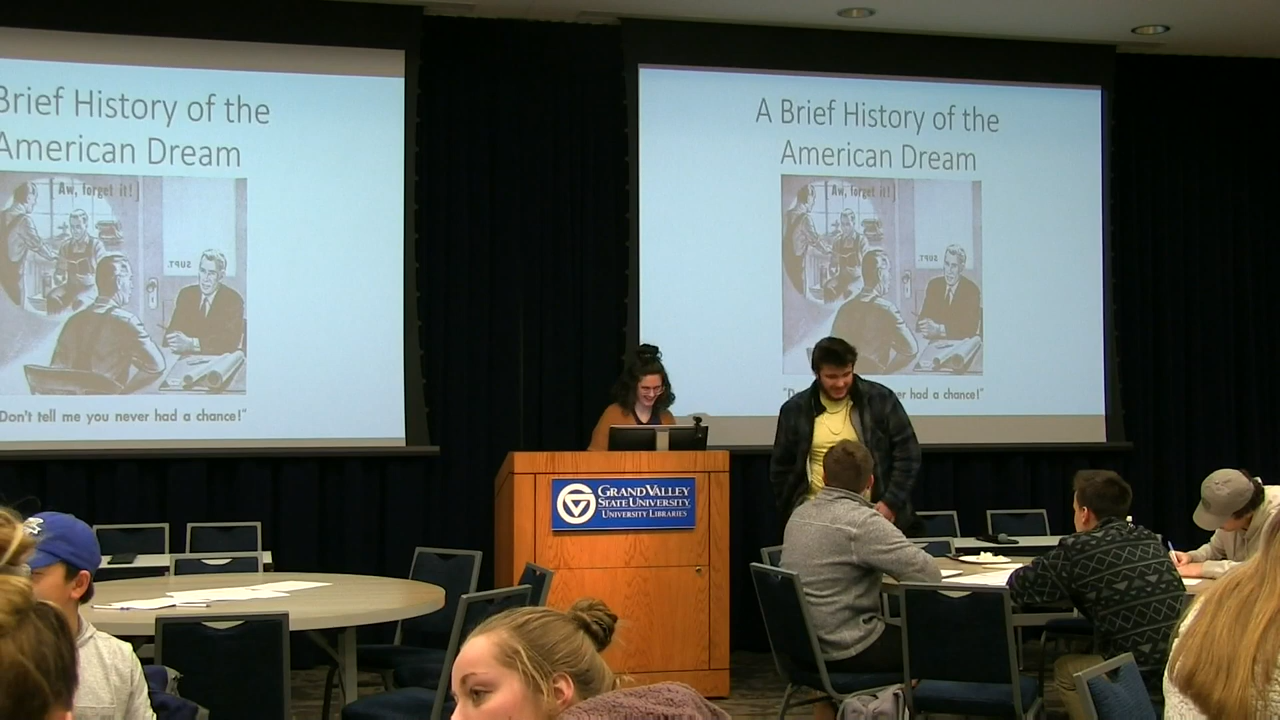 Brief History of the
American Dream
Aw, forget it!
SUPT.
Don't tell me you never had a chance!"
A Brief History of the
American Dream
Aw, forget it!
SUPT.
"D ver had a chance!"
GRAND VALLEY
STATE UNIVERSITY
UNIVERSITY LIBRARIES